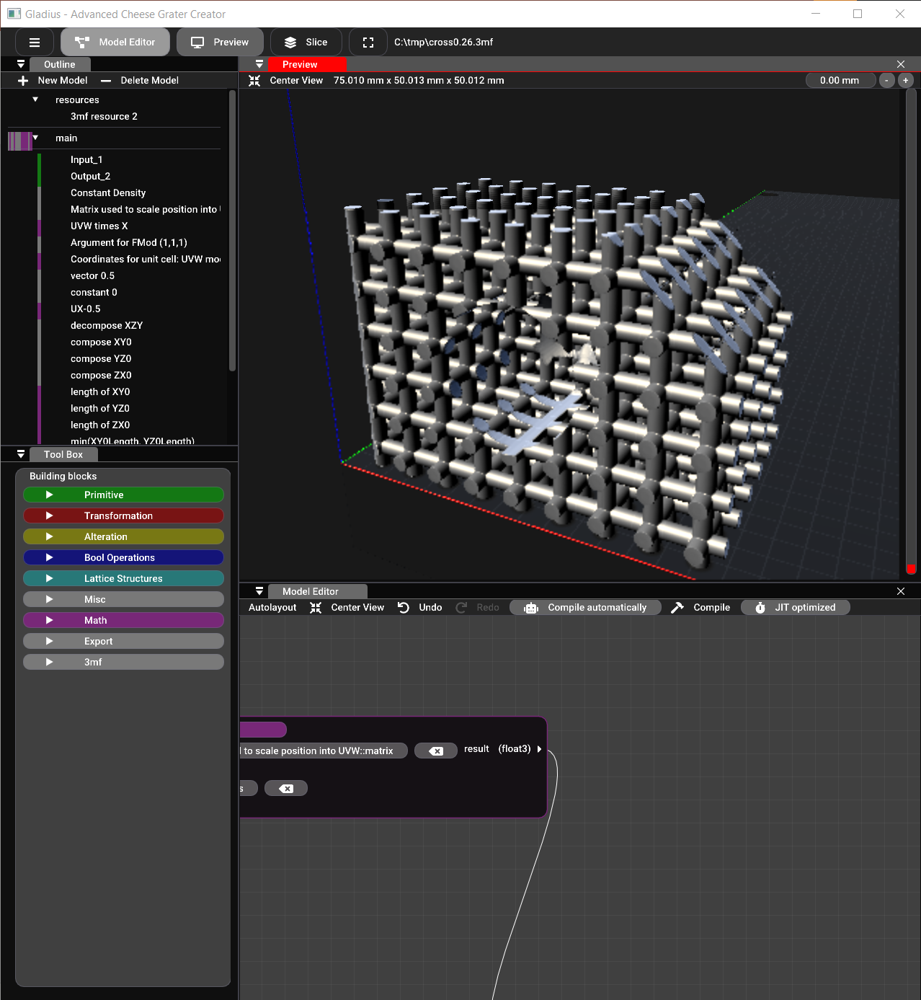 Gladius - Advanced Cheese Grater Creator
Model Editor
Preview
Slice
C:\tmp\cross0.26.3mf
Outline
New Model
Delete Model
resources
3mf resource 2
main
Input_1
Output_2
Constant Density
Matrix used to scale position into
UVW times X
Argument for FMod (1,1,1)
Coordinates for unit cell: UVW mo
vector 0.5
constant 0
UX-0.5
decompose XZY
compose XY0
compose YZ0
compose ZX0
length of XY0
length of YZ0
length of ZX0
min(XY0Length, YZ0Length)
Tool Box
Building blocks
Primitive
Transformation
Alteration
Bool Operations
Lattice Structures
Misc
Math
Export
3mf
Preview
Center View 75.010 mm x 50.013 mm x 50.012 mm
0.00 mm - +
Model Editor
Autolayout
Center View
Undo
Redo
Compile automatically
Compile
JIT optimized
to scale position into UVW::matrix
result (float3)
s